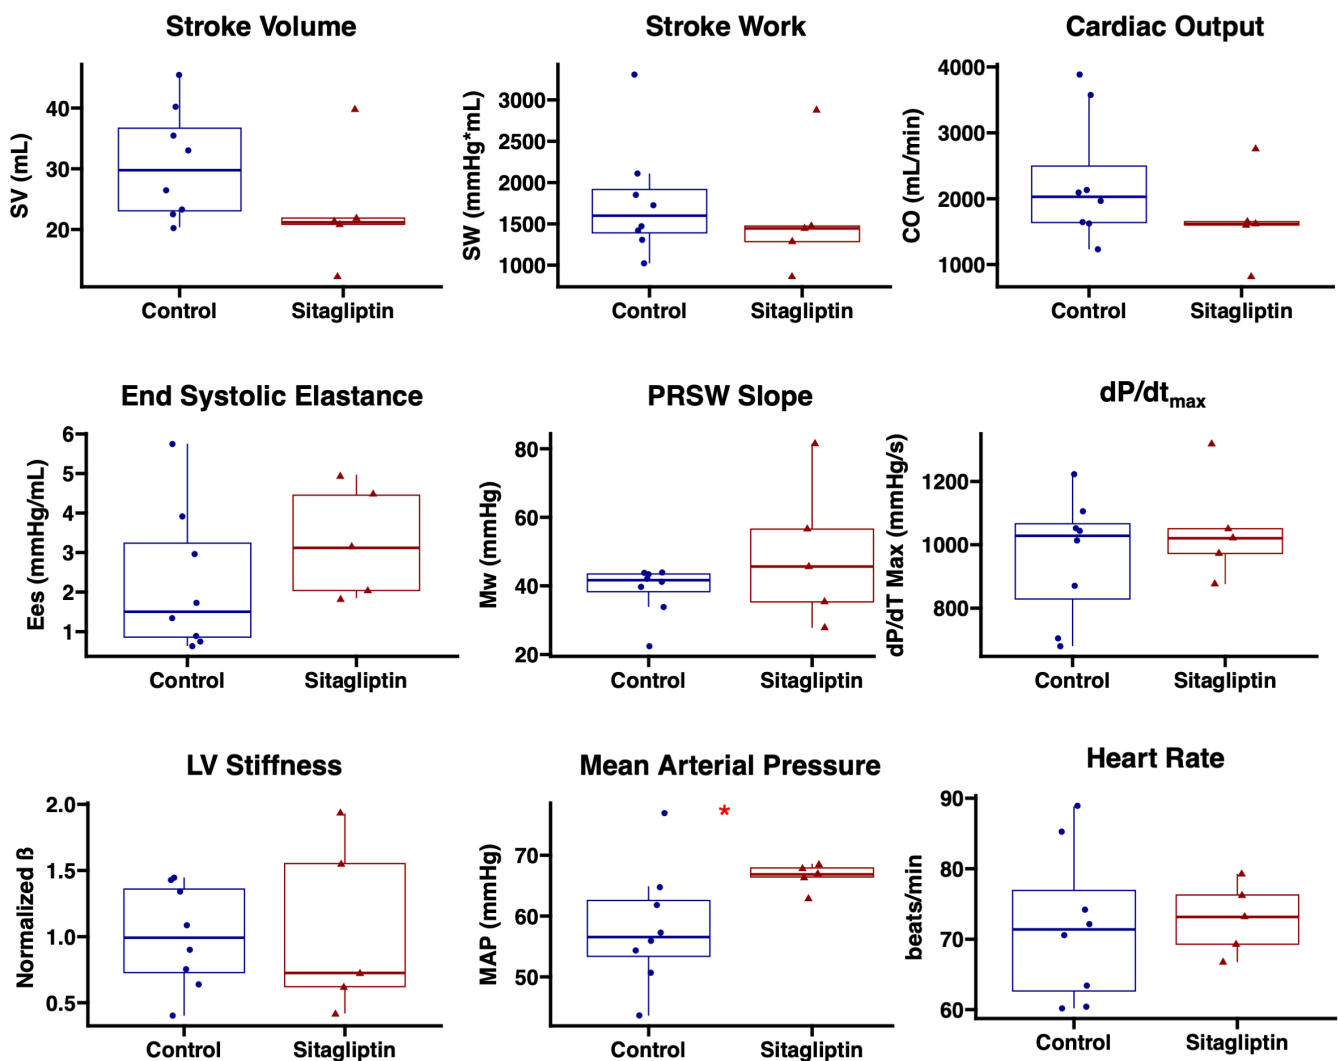 Stroke Volume
SV (mL)
40
30
20
Control Sitagliptin
Stroke Work
SW (mmHg*mL)
3000
2500
2000
1500
1000
Control Sitagliptin
Cardiac Output
CO (mL/min)
4000
3000
2000
1000
Control Sitagliptin
End Systolic Elastance
Ees (mmHg/mL)
6
5
4
3
2
1
Control Sitagliptin
PRSW Slope
Mw (mmHg)
80
60
40
20
Control Sitagliptin
dP/dtmax
dP/dT Max (mmHg/s)
1200
1000
800
Control Sitagliptin
LV Stiffness
Normalized ß
2.0
1.5
1.0
0.5
Control Sitagliptin
Mean Arterial Pressure
MAP (mmHg)
*
70
60
50
Control Sitagliptin
Heart Rate
beats/min
90
80
70
60
Control Sitagliptin